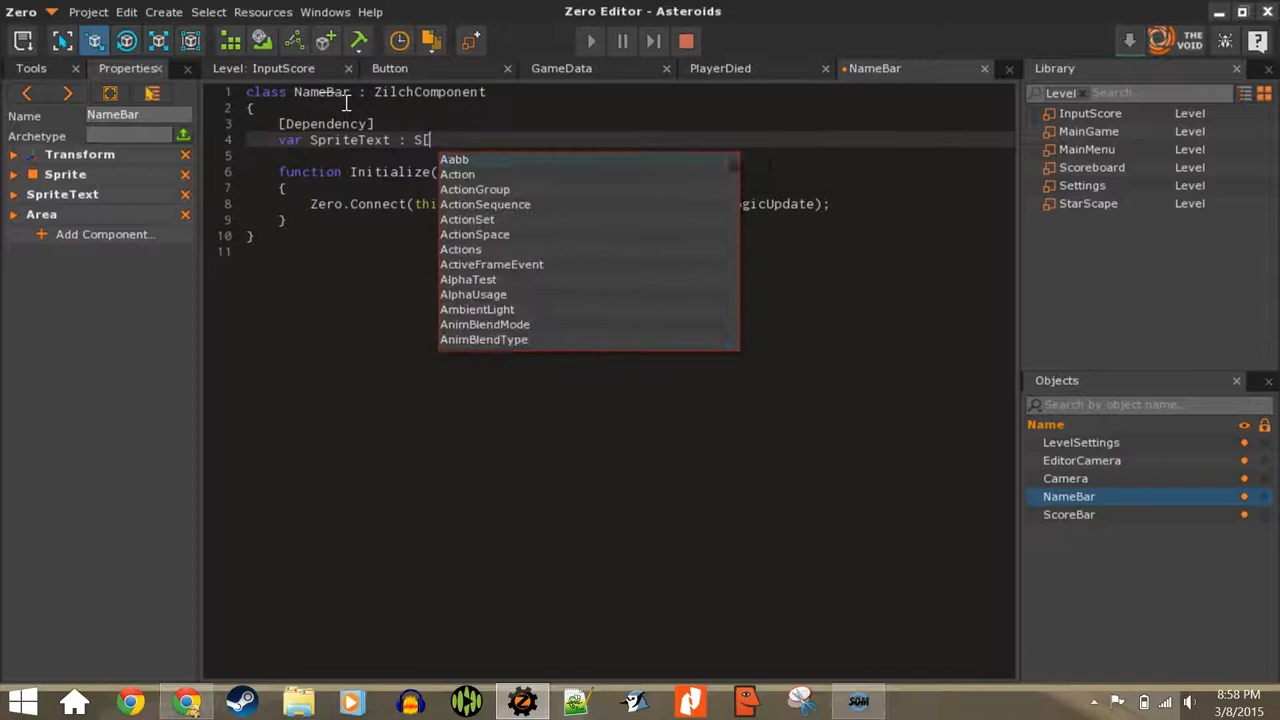 Zero Project Edit Create Select Resources Windows Help
Zero Editor - Asteroids
THE VOID
Tools Properties
Level: InputScore Button GameData PlayerDied NameBar
Library
Name NameBar
Archetype
Transform
Sprite
SpriteText
Area
Add Component...
1 class NameBar : ZilchComponent
2 {
3 [Dependency]
4 var SpriteText : S[
5
6 function Initialize(
7 {
8 Zero.Connect(thi gicUpdate);
9 }
10 }
11
Aabb
Action
ActionGroup
ActionSequence
ActionSet
ActionSpace
Actions
ActiveFrameEvent
AlphaTest
AlphaUsage
AmbientLight
AnimBlendMode
AnimBlendType
Level Search...
InputScore Level
MainGame Level
MainMenu Level
Scoreboard Level
Settings Level
StarScape Level
Objects
Search by object name...
Name
LevelSettings
EditorCamera
Camera
NameBar
ScoreBar
SOM
8:58 PM
3/8/2015